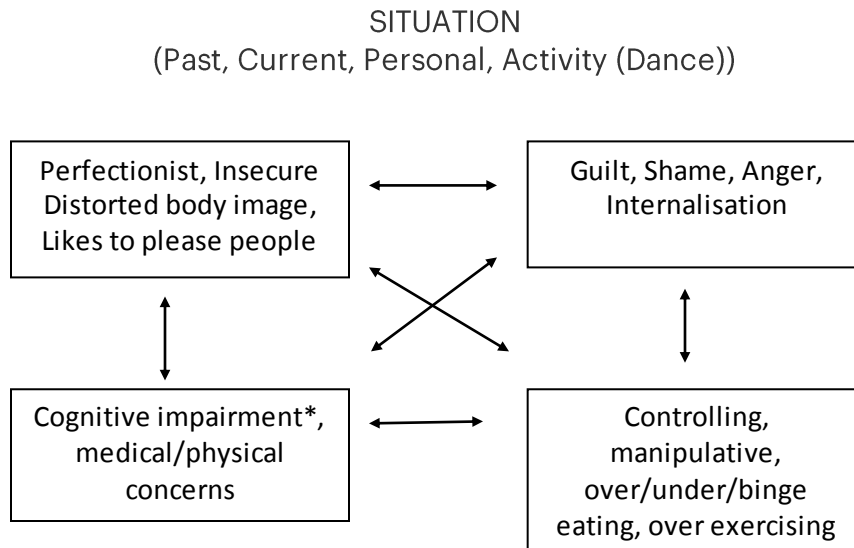 SITUATION
(Past, Current, Personal, Activity (Dance))
Perfectionist, Insecure
Distorted body image,
Likes to please people
Guilt, Shame, Anger,
Internalisation
Cognitive impairment*,
medical/physical
concerns
Controlling,
manipulative,
over/under/binge
eating, over exercising